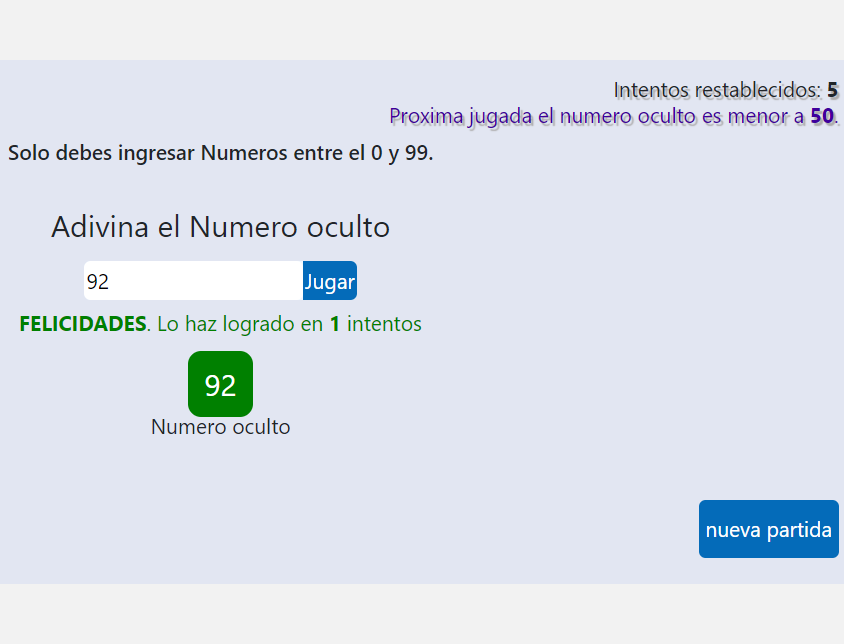 Intentos restablecidos: 5
Proxima jugada el numero oculto es menor a 50.
Solo debes ingresar Numeros entre el 0 y 99.
Adivina el Numero oculto
92 Jugar
FELICIDADES. Lo haz logrado en 1 intentos
92
Numero oculto
nueva partida